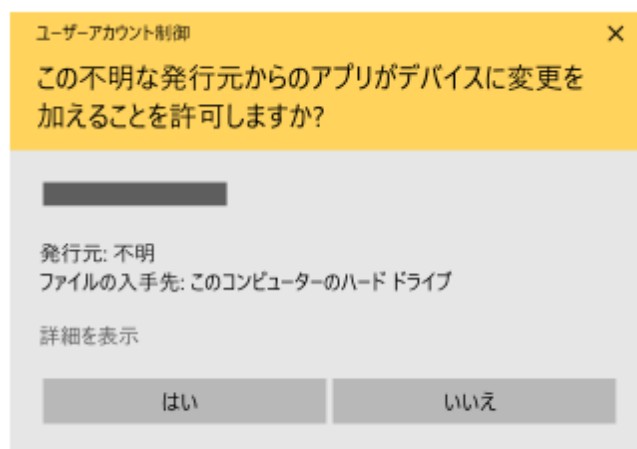 ユーザーアカウント制御
この不明な発行元からのアプリがデバイスに変更を
加えることを許可しますか?
発行元: 不明
ファイルの入手先: このコンピューターのハード ドライブ
詳細を表示
はい
いいえ